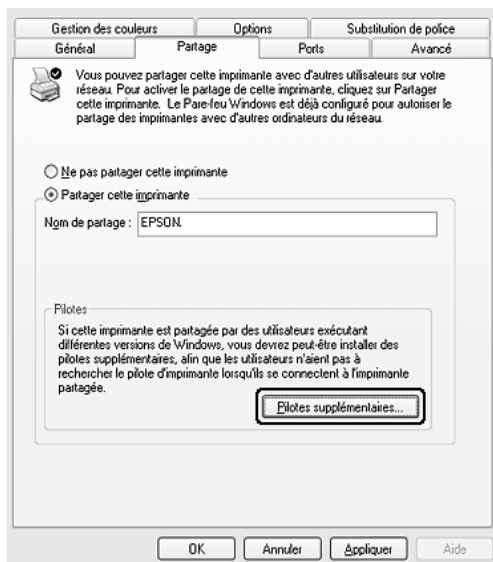 Gestion des couleurs Options Substitution de police
Général Partage Ports Avancé
Vous pouvez partager cette imprimante avec d'autres utilisateurs sur votre
réseau. Pour activer le partage de cette imprimante, cliquez sur Partager
cette imprimante. Le Pare-feu Windows est déjà configuré pour autoriser le
partage des imprimantes avec d'autres ordinateurs du réseau.
Ne pas partager cette imprimante
Partager cette imprimante
Nom de partage : EPSON
Pilotes
Si cette imprimante est partagée par des utilisateurs exécutant
différentes versions de Windows, vous devrez peut-être installer des
pilotes supplémentaires, afin que les utilisateurs n'aient pas à
rechercher le pilote d'imprimante lorsqu'ils se connectent à l'imprimante
partagée.
Pilotes supplémentaires...
OK Annuler Appliquer Aide